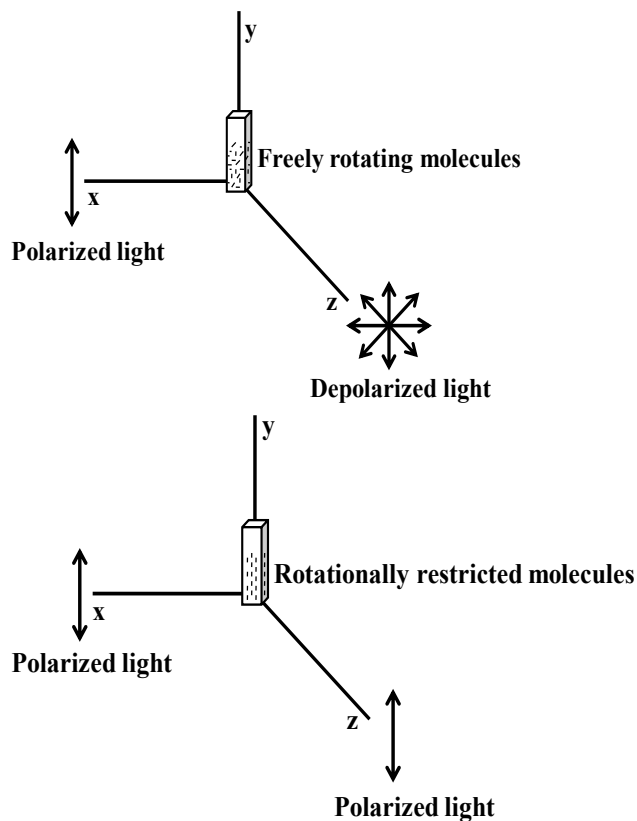 y
Freely rotating molecules
x
Polarized light
z
Depolarized light
y
Rotationally restricted molecules
x
Polarized light
z
Polarized light